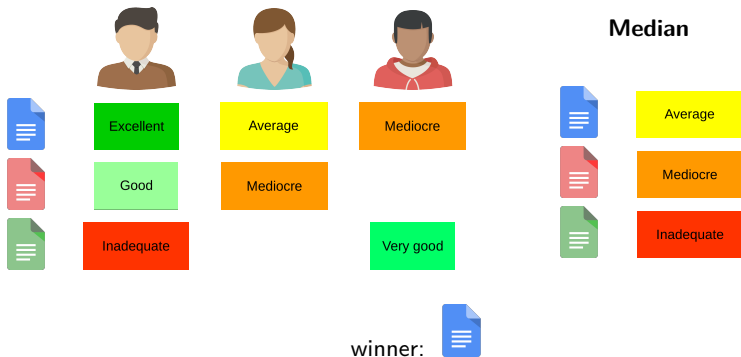 Median
Excellent Average Mediocre Average
Good Mediocre Mediocre
Inadequate Very good Inadequate
winner: